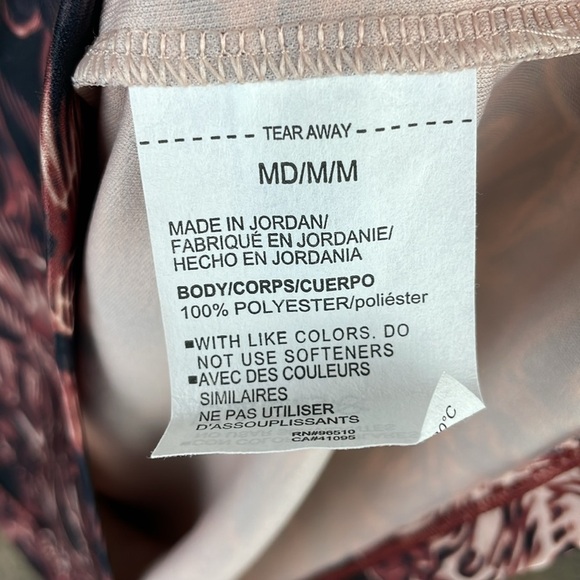 TEAR AWAY
MD/M/M
MADE IN JORDAN/
FABRIQUÉ EN JORDANIE/
HECHO EN JORDANIA
BODY/CORPS/CUERPO
100% POLYESTER/poliéster
▪WITH LIKE COLORS. DO
NOT USE SOFTENERS
▪AVEC DES COULEURS
SIMILAIRES
NE PAS UTILISER
D'ASSOUPLISSANTS
RN#96510
CA#41095